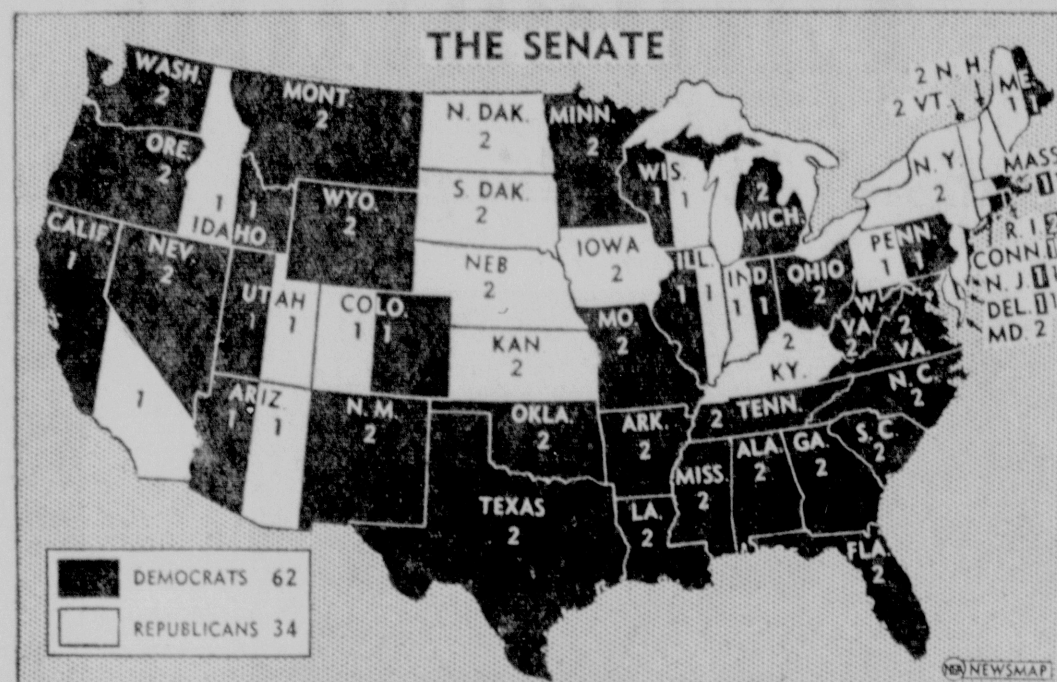 THE SENATE
WASH.
2
MONT.
2
N. DAK.
2
MINN.
2
2 N. H.
2 VT.
ME.
1 1
ORE.
2
1 1
IDAHO
WYO.
2
S. DAK.
2
WIS.
1 1
2
MICH.
N. Y.
2
MASS
1
R. I.
CONN.
N. J. 1
DEL. 1
MD. 2
CALIF.
1
1
NEV.
2
UTAH
1 1
COLO.
1 1
NEB
2
IOWA
2
ILL.
1 1
IND.
1 1
OHIO
2
PENN.
1 1
W.
VA
2
2
VA.
KAN
2
MO.
2
2
KY.
ARIZ.
1 1
N. M.
2
OKLA.
2
ARK.
2
2 TENN.
N. C.
2
S. C.
2
TEXAS
2
LA.
2
MISS.
2
ALA.
2
GA.
2
FLA.
2
DEMOCRATS 62
REPUBLICANS 34
NEA NEWSMAP